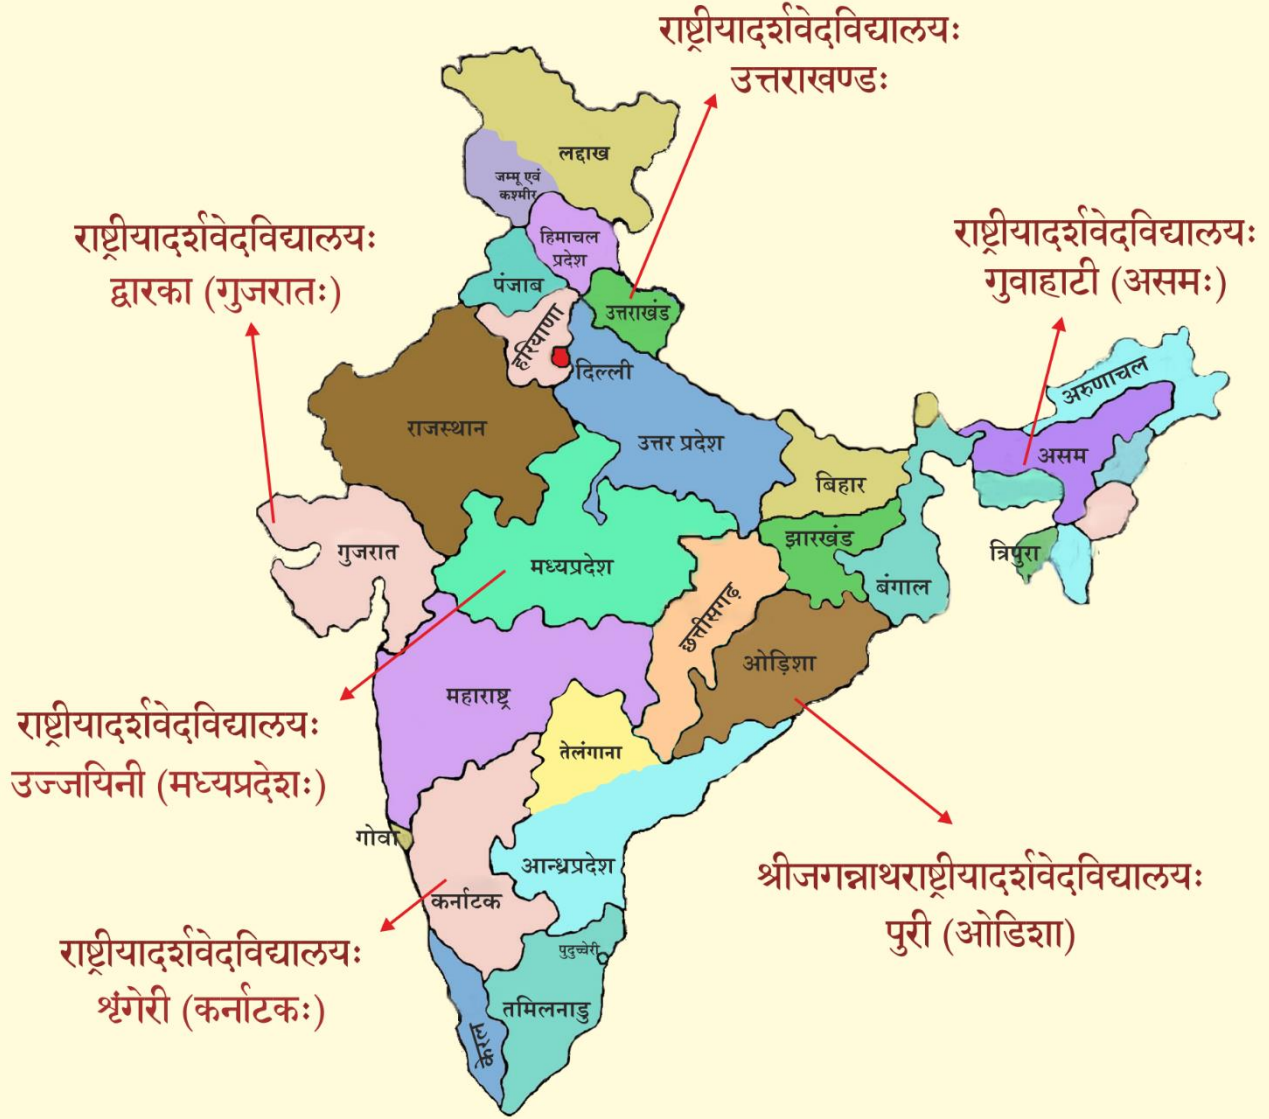 राष्ट्रीयादर्शवेदविद्यालयः
उत्तराखण्डः
लद्दाख
जम्मू एवं
कश्मीर
राष्ट्रीयादर्शवेदविद्यालयः
द्वारका (गुजरातः)
हिमाचल
प्रदेश
राष्ट्रीयादर्शवेदविद्यालयः
गुवाहाटी (असमः)
पंजाब
उत्तराखंड
हरियाणा
दिल्ली
अरुणाचल
राजस्थान
उत्तर प्रदेश
असम
बिहार
झारखंड
गुजरात
मध्यप्रदेश
त्रिपुरा
बंगाल
छत्तीसगढ़
ओड़िशा
महाराष्ट्र
राष्ट्रीयादर्शवेदविद्यालयः
उज्जयिनी (मध्यप्रदेशः)
तेलंगाना
गोवा
आन्ध्रप्रदेश
श्रीजगन्नाथराष्ट्रीयादर्शवेदविद्यालयः
पुरी (ओडिशा)
कर्नाटक
राष्ट्रीयादर्शवेदविद्यालयः
शृंगेरी (कर्नाटकः)
पुदुच्चेरी
तमिलनाडु
केरल